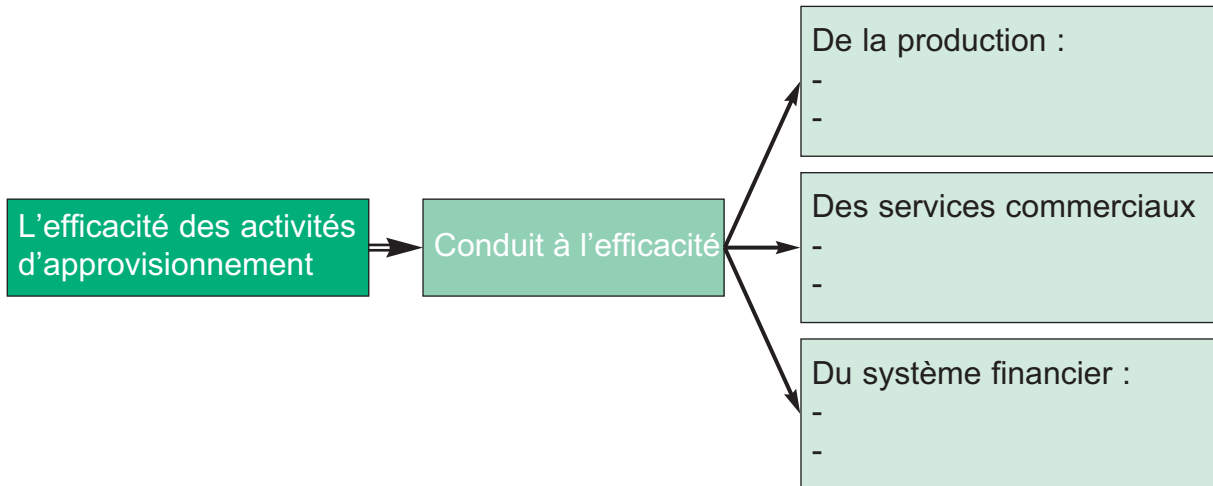 L’efficacité des activités
d’approvisionnement
Conduit à l’efficacité
De la production :
-
-
Des services commerciaux
-
-
Du système financier :
-
-